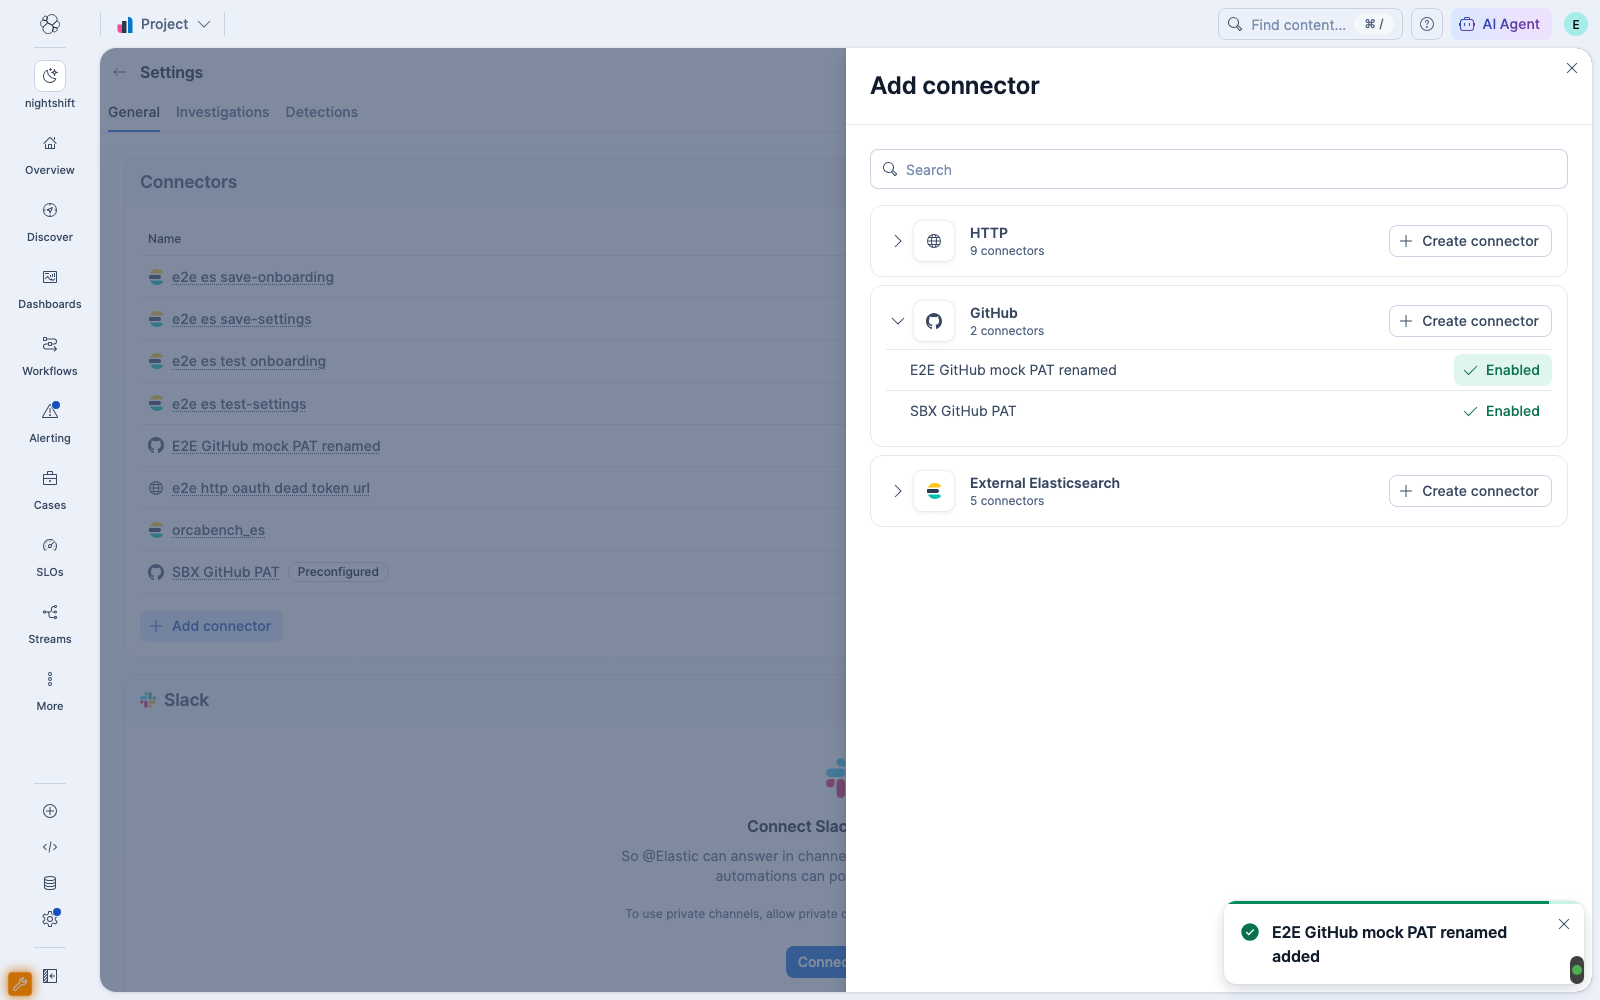 Project
Find content...
⌘ /
AI Agent
E
nightshift
Overview
Discover
Dashboards
Workflows
Alerting
Cases
SLOs
Streams
More
Settings
General
Investigations
Detections
Connectors
Name
e2e es save-onboarding
e2e es save-settings
e2e es test onboarding
e2e es test-settings
E2E GitHub mock PAT renamed
e2e http oauth dead token url
orcabench_es
SBX GitHub PAT
Preconfigured
Add connector
Slack
Connect Slac
So @Elastic can answer in channe
automations can po
To use private channels, allow private c
Connec
Add connector
Search
HTTP
9 connectors
Create connector
GitHub
2 connectors
Create connector
E2E GitHub mock PAT renamed
Enabled
SBX GitHub PAT
Enabled
External Elasticsearch
5 connectors
Create connector
E2E GitHub mock PAT renamed
added